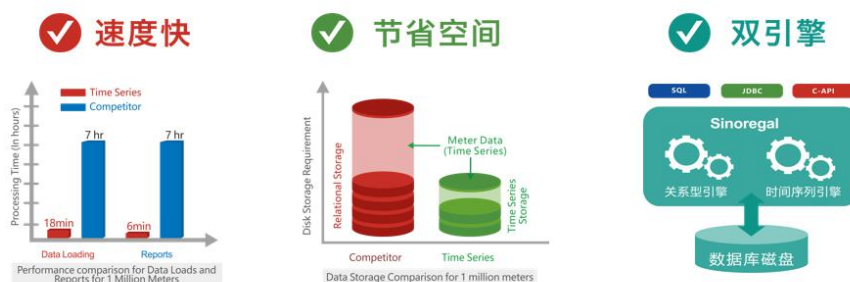 速度快
Time Series
Competitor
Processing Time (In hours)
7 hr
7 hr
18min
6min
Data Loading
Reports
Performance comparison for Data Loads and
Reports for 1 Million Meters
节省空间
Disk Storage Requirement
Relational Storage
Meter Data
(Time Series)
Time Series
Storage
Competitor
Time Series
Data Storage Comparison for 1 million meters
双引擎
SQL
JDBC
C-API
Sinoregal
关系型引擎
时间序列引擎
数据库磁盘